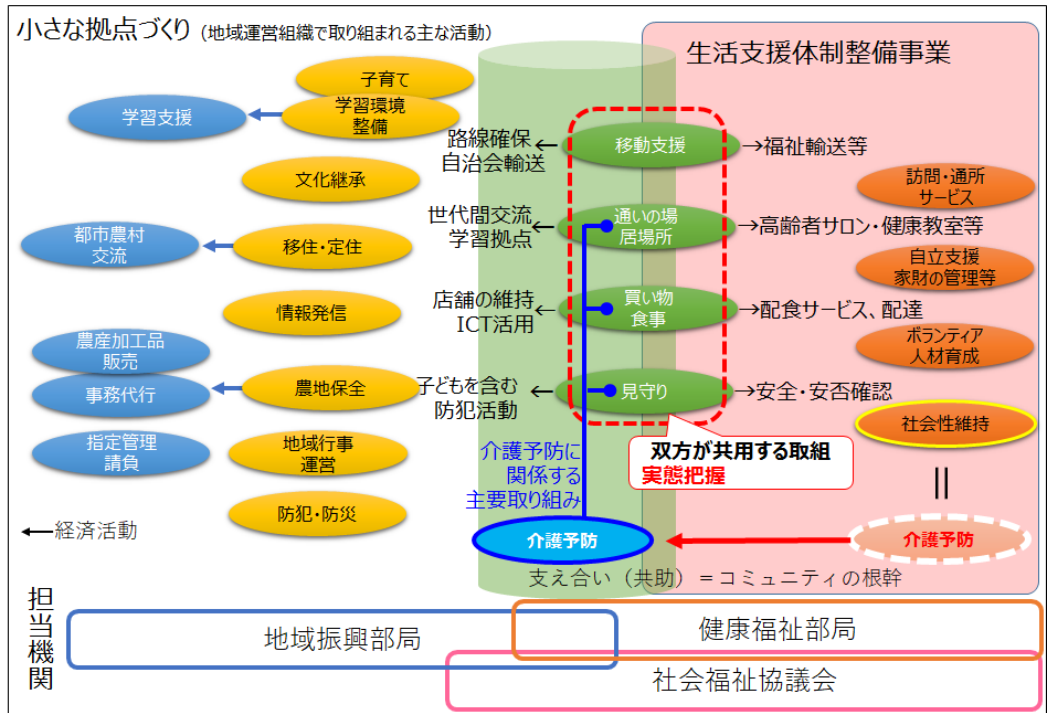 小さな拠点づくり（地域運営組織で取り組まれる主な活動）
生活支援体制整備事業
子育て
学習環境
整備
学習支援
文化継承
移住・定住
都市農村
交流
情報発信
農産加工品
販売
事務代行
農地保全
指定管理
請負
地域行事
運営
防犯・防災
←経済活動
路線確保
自治会輸送
←
移動支援
→福祉輸送等
世代間交流
学習拠点
←
通いの場
居場所
→高齢者サロン・健康教室等
店舗の維持
ICT活用
←
買い物
食事
→配食サービス、配達
子どもを含む
防犯活動
←
見守り
→安全・安否確認
訪問・通所
サービス
自立支援
家財の管理等
ボランティア
人材育成
社会性維持
||
介護予防
双方が共用する取組
実態把握
介護予防に
関係する
主要取り組み
介護予防
支え合い（共助）＝コミュニティの根幹
担当機関
地域振興部局
健康福祉部局
社会福祉協議会